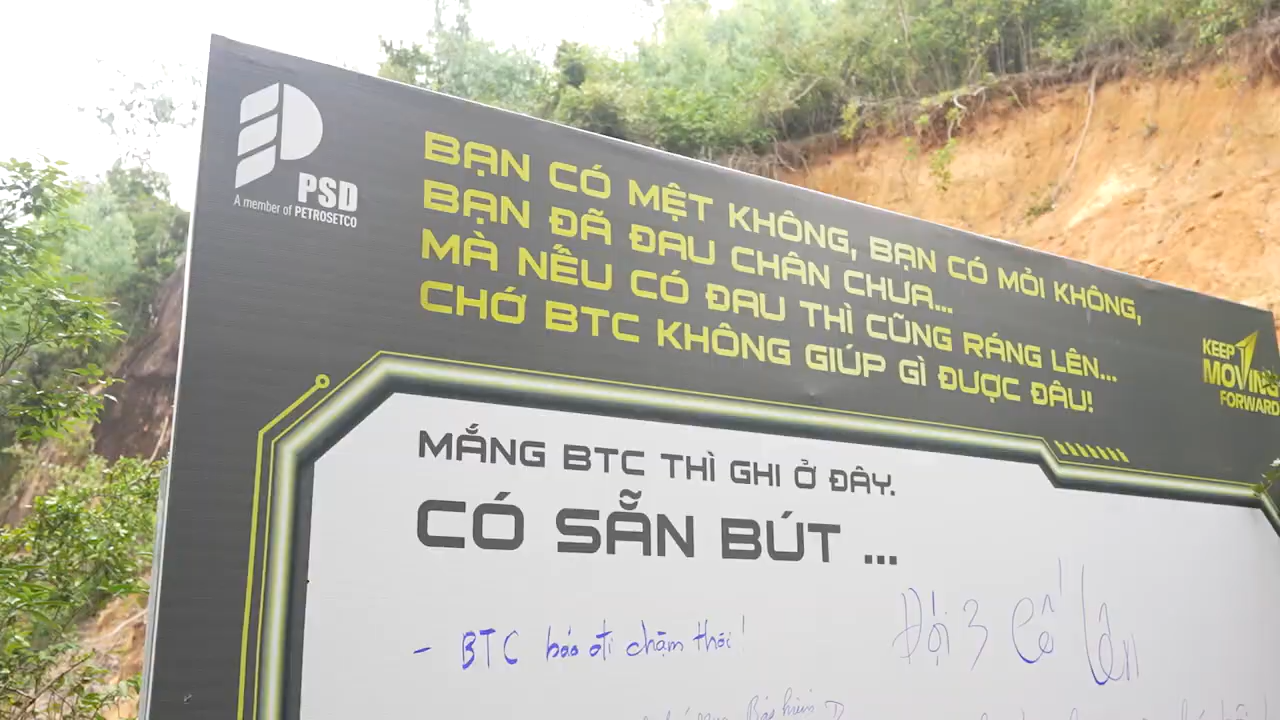 PSD
A member of PETROSETCO
BẠN CÓ MỆT KHÔNG, BẠN CÓ MỎI KHÔNG,
BẠN ĐÃ ĐAU CHÂN CHƯA...
MÀ NẾU CÓ ĐAU THÌ CŨNG RÁNG LÊN...
CHỚ BTC KHÔNG GIÚP GÌ ĐƯỢC ĐÂU!
KEEP
MOVING
FORWARD
MẮNG BTC THÌ GHI Ở ĐÂY.
CÓ SẴN BÚT ...
- BTC bảo đi chậm thôi!
Đội 3 Cố lên